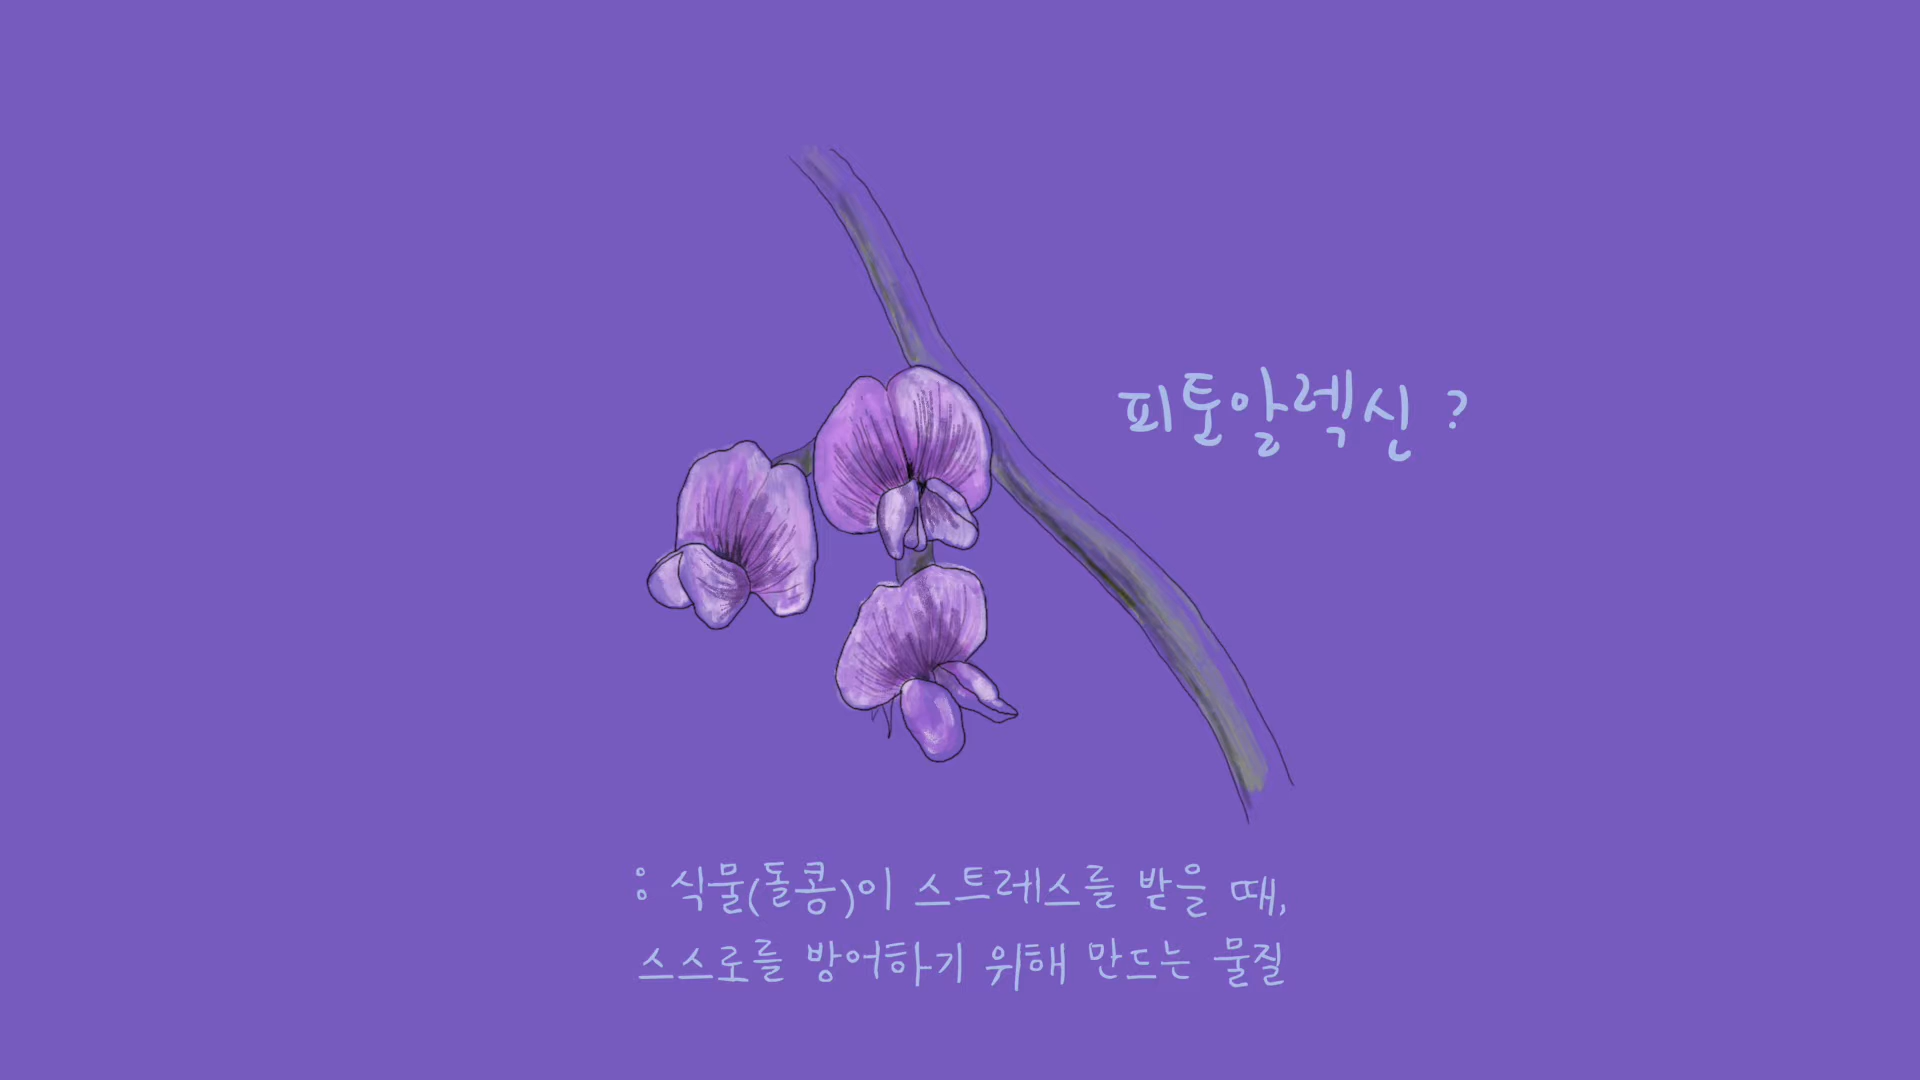 피토알렉신 ?
: 식물(돌콩)이 스트레스를 받을 때,
스스로를 방어하기 위해 만드는 물질